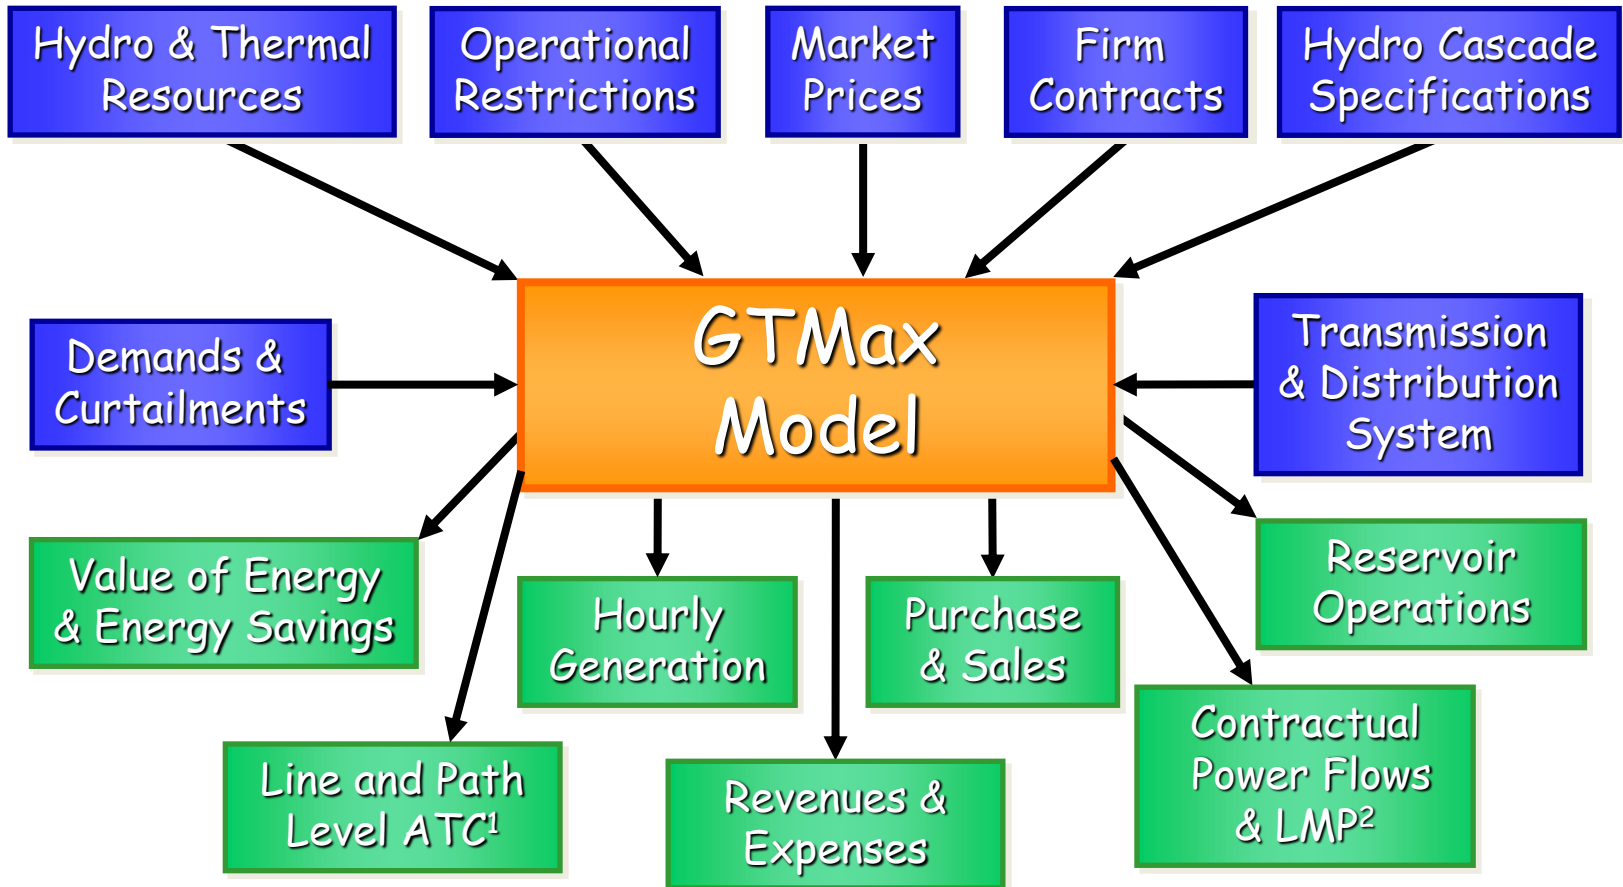 Hydro & Thermal
Resources
Operational
Restrictions
Market
Prices
Firm
Contracts
Hydro Cascade
Specifications
Demands &
Curtailments
GTMax
Model
Transmission
& Distribution
System
Value of Energy
& Energy Savings
Hourly
Generation
Purchase
& Sales
Reservoir
Operations
Line and Path
Level ATC¹
Revenues &
Expenses
Contractual
Power Flows
& LMP²